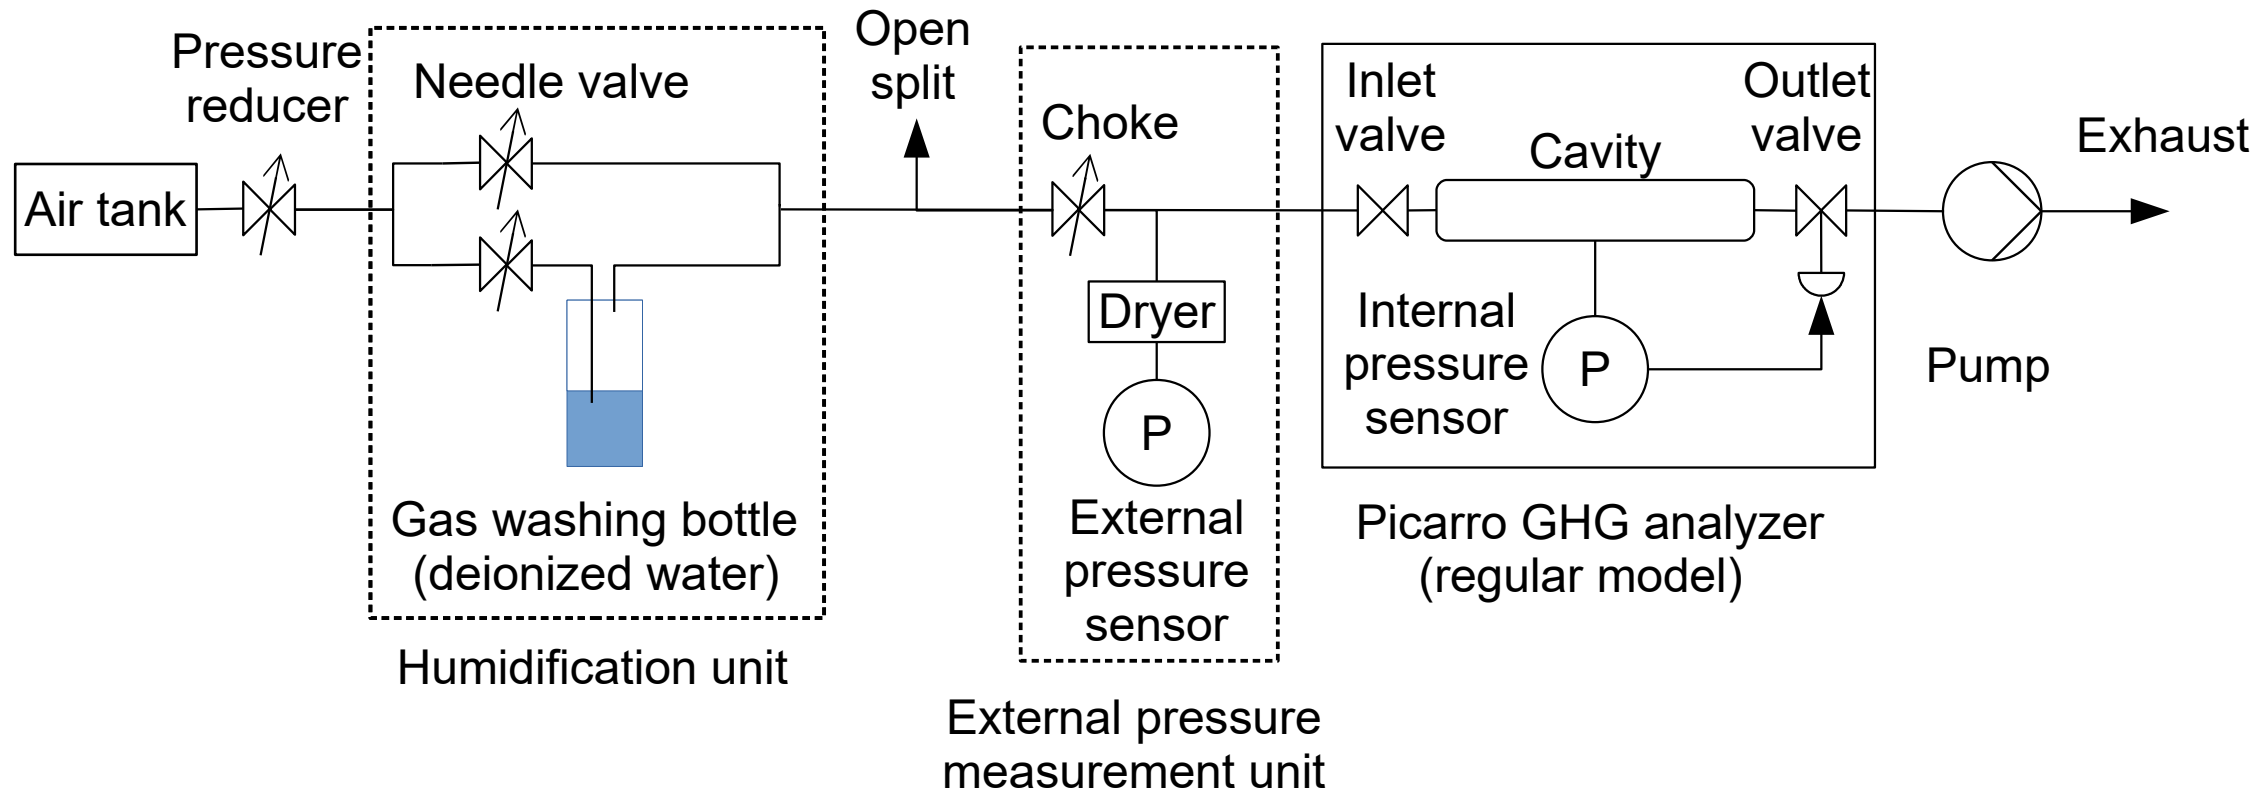 Pressure
reducer
Air tank
Needle valve
Gas washing bottle
(deionized water)
Humidification unit
Open
split
Choke
Dryer
P
External
pressure
sensor
External pressure
measurement unit
Inlet
valve
Cavity
Outlet
valve
Internal
pressure
sensor
P
Picarro GHG analyzer
(regular model)
Pump
Exhaust